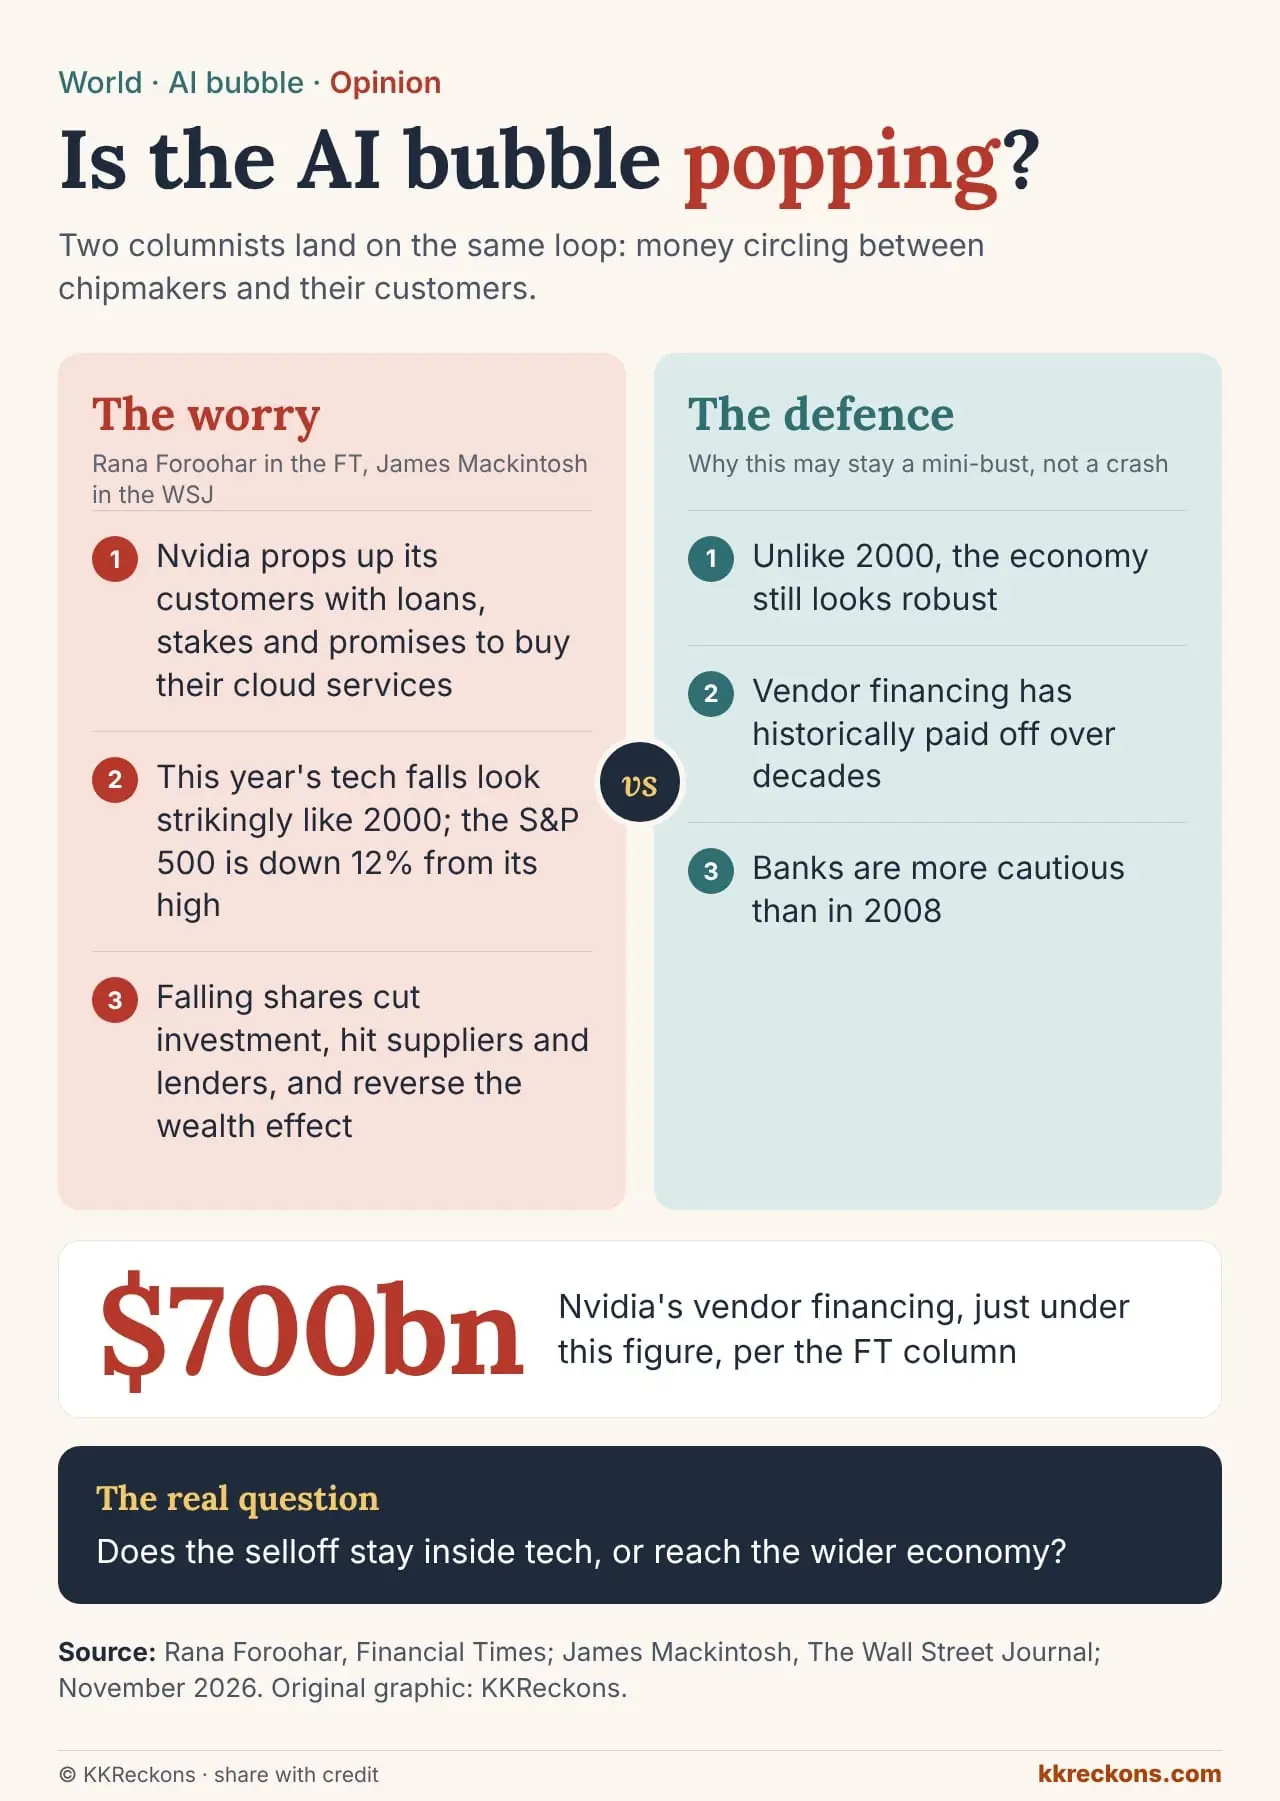 World · AI bubble · Opinion
Is the AI bubble popping?
Two columnists land on the same loop: money circling between
chipmakers and their customers.
The worry
Rana Foroohar in the FT, James Mackintosh
in the WSJ
1 Nvidia props up its
customers with loans,
stakes and promises to buy
their cloud services
2 This year's tech falls look
strikingly like 2000; the S&P
500 is down 12% from its
high
3 Falling shares cut
investment, hit suppliers and
lenders, and reverse the
wealth effect
vs
The defence
Why this may stay a mini-bust, not a crash
1 Unlike 2000, the economy
still looks robust
2 Vendor financing has
historically paid off over
decades
3 Banks are more cautious
than in 2008
$700bn
Nvidia's vendor financing, just under
this figure, per the FT column
The real question
Does the selloff stay inside tech, or reach the wider economy?
Source: Rana Foroohar, Financial Times; James Mackintosh, The Wall Street Journal;
November 2026. Original graphic: KKReckons.
© KKReckons · share with credit
kkreckons.com